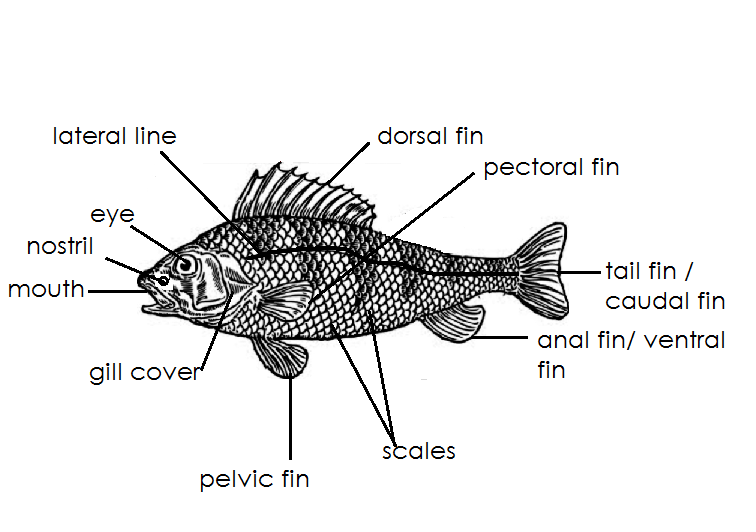 lateral line
dorsal fin
pectoral fin
eye
nostril
mouth
tail fin /
caudal fin
anal fin/ ventral
fin
gill cover
scales
pelvic fin